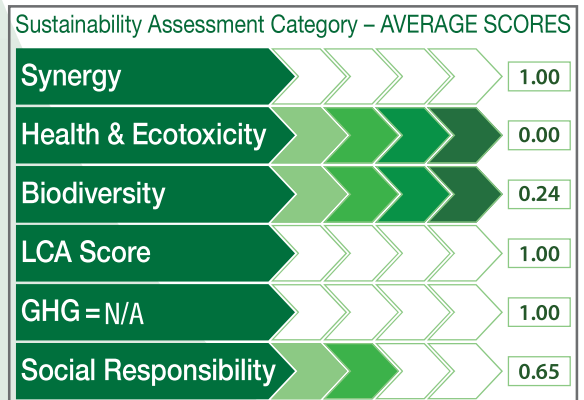 Sustainability Assessment Category – AVERAGE SCORES
Synergy 1.00
Health & Ecotoxicity 0.00
Biodiversity 0.24
LCA Score 1.00
GHG = N/A 1.00
Social Responsibility 0.65